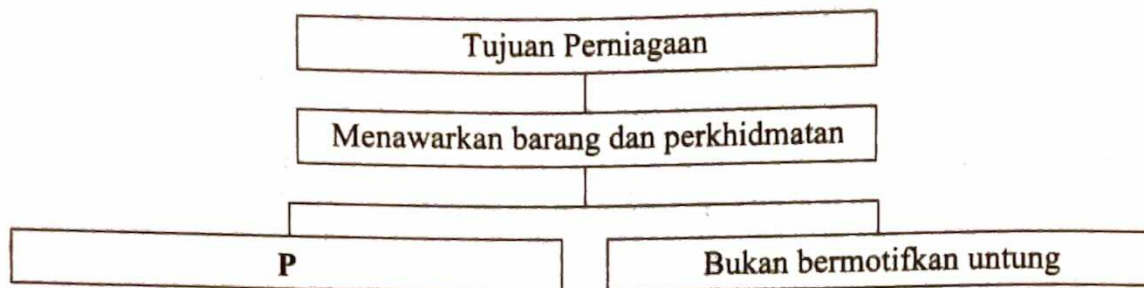 Tujuan Perniagaan
Menawarkan barang dan perkhidmatan
P
Bukan bermotifkan untung